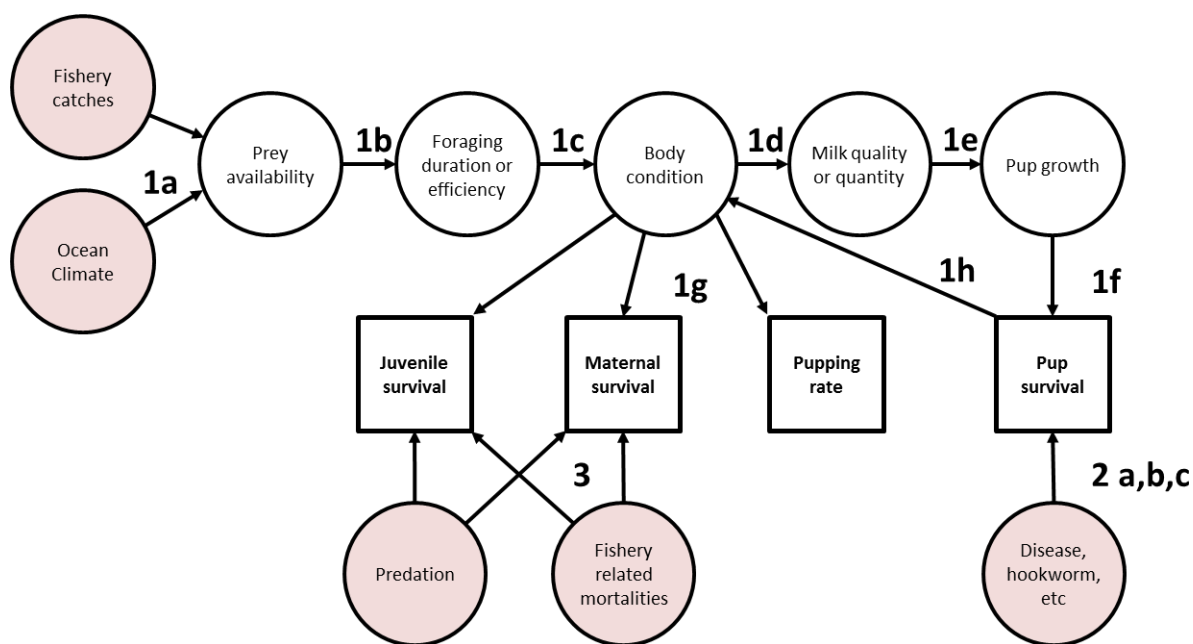 Fishery
catches
1a
Ocean
Climate
Prey
availability
1b
Foraging
duration or
efficiency
1c
Body
condition
1d
Milk quality
or quantity
1e
Pup growth
1g
1h
1f
Juvenile
survival
Maternal
survival
Pupping
rate
Pup
survival
3
2 a,b,c
Predation
Fishery
related
mortalities
Disease,
hookworm,
etc